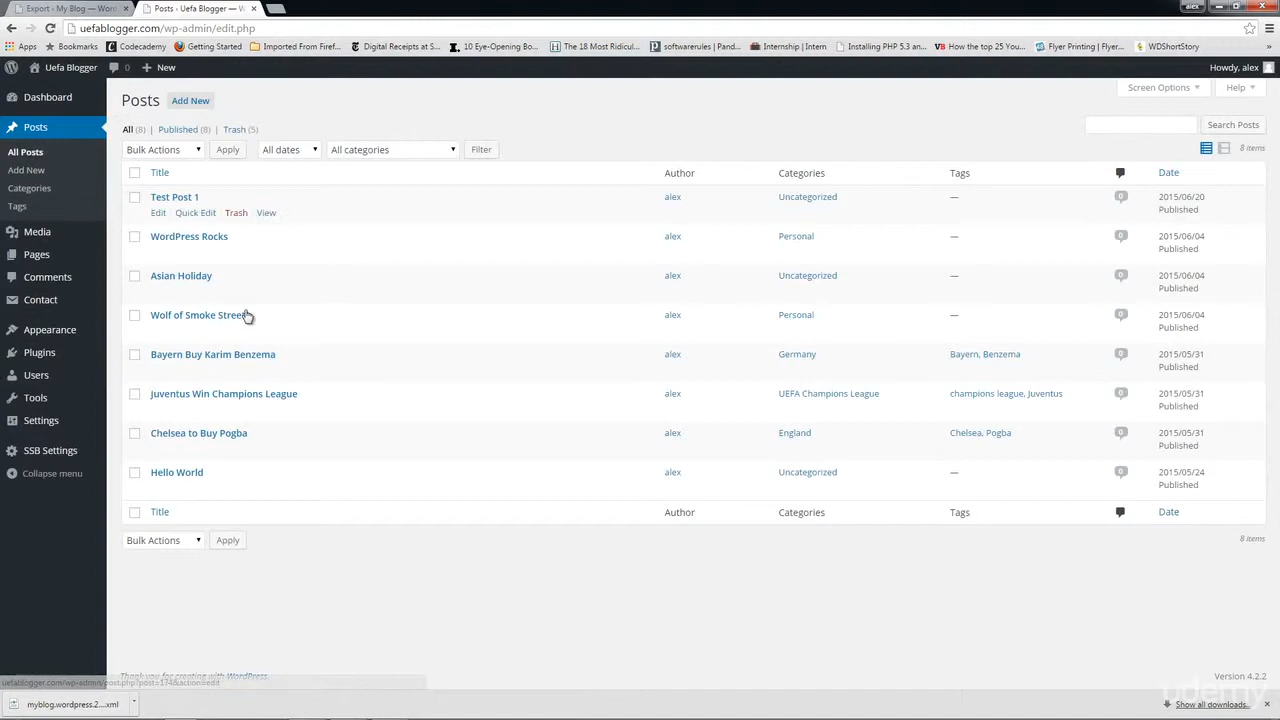 Export ‹ My Blog — Word
Posts ‹ Uefa Blogger — W
alex
uefablogger.com/wp-admin/edit.php
Apps
Bookmarks
Codecademy
Getting Started
Imported From Firef...
Digital Receipts at S...
10 Eye-Opening Bo...
The 18 Most Ridicul...
softwarerules | Pand...
Internship | Intern
Installing PHP 5.3 an...
How the top 25 You...
Flyer Printing | Flyer...
WDShortStory
Uefa Blogger
0
New
Howdy, alex
Dashboard
Posts
All Posts
Add New
Categories
Tags
Media
Pages
Comments
Contact
Appearance
Plugins
Users
Tools
Settings
SSB Settings
Collapse menu
Screen Options
Help
Posts Add New
All (8) | Published (8) | Trash (5)
Search Posts
Bulk Actions Apply All dates All categories Filter
8 items
Title Author Categories Tags Date
Test Post 1 alex Uncategorized — 0 2015/06/20
Edit Quick Edit Trash View Published
WordPress Rocks alex Personal — 0 2015/06/04
Published
Asian Holiday alex Uncategorized — 0 2015/06/04
Published
Wolf of Smoke Street alex Personal — 0 2015/06/04
Published
Bayern Buy Karim Benzema alex Germany Bayern, Benzema 0 2015/05/31
Published
Juventus Win Champions League alex UEFA Champions League champions league, Juventus 0 2015/05/31
Published
Chelsea to Buy Pogba alex England Chelsea, Pogba 0 2015/05/31
Published
Hello World alex Uncategorized — 0 2015/05/24
Published
Title Author Categories Tags Date
Bulk Actions Apply
8 items
Thank you for creating with WordPress.
Version 4.2.2
uefablogger.com/wp-admin/post.php?post=174&action=edit
udemy
myblog.wordpress.2....xml
Show all downloads...